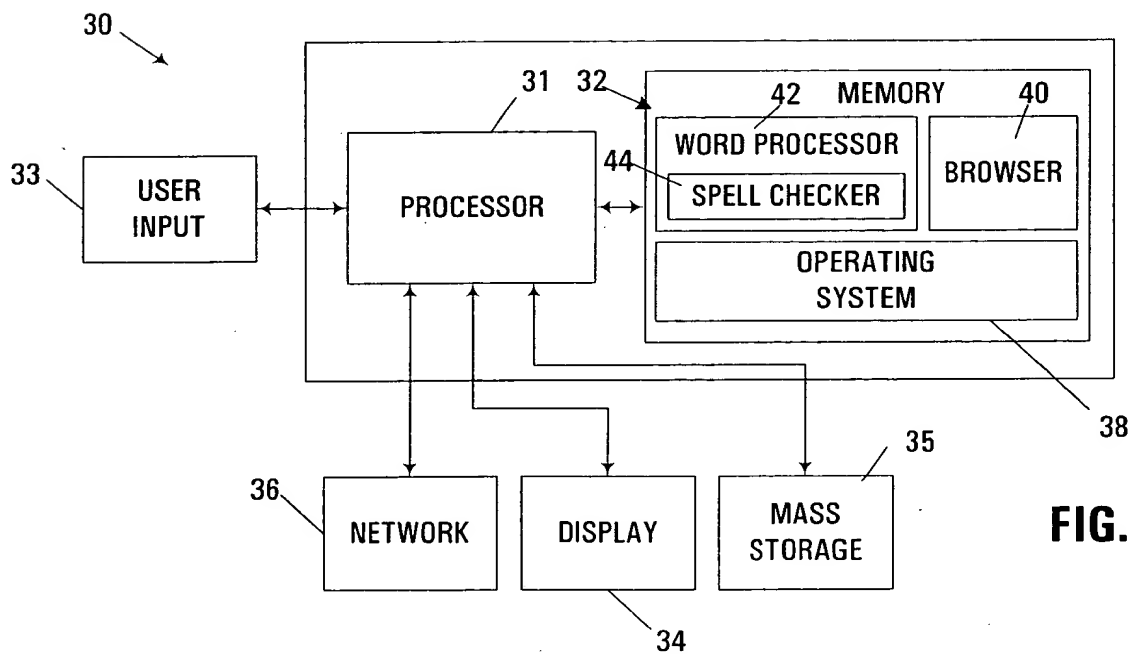 30
31
32
42
MEMORY
40
WORD PROCESSOR
44
SPELL CHECKER
BROWSER
33
USER
INPUT
PROCESSOR
OPERATING
SYSTEM
38
36
NETWORK
DISPLAY
34
35
MASS
STORAGE
FIG.